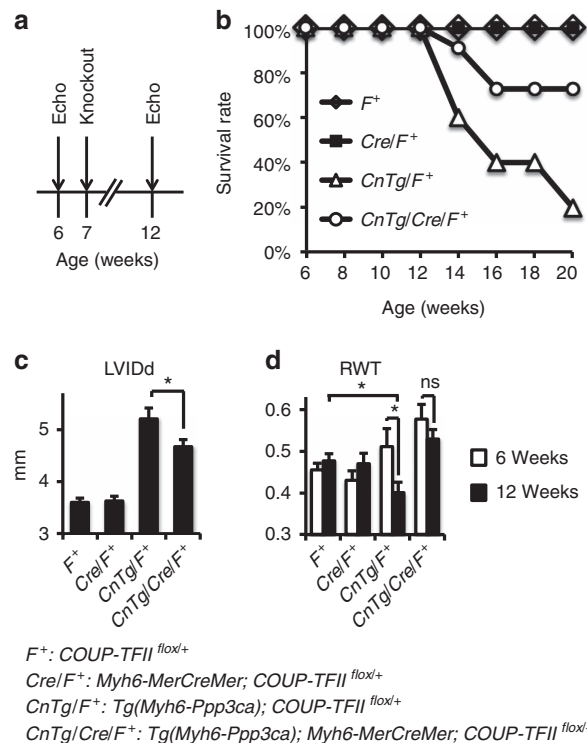 a
Echo
Knockout
Echo
6 7 12
Age (weeks)
b
100%
80%
60%
40%
20%
0%
Survival rate
F+
Cre/F+
CnTg/F+
CnTg/Cre/F+
6 8 10 12 14 16 18 20
Age (weeks)
c
LVIDd
*
5
3
mm
F+
Cre/F+
CnTg/F+
CnTg/Cre/F+
d
RWT
ns
*
*
0.6
0.5
0.4
0.3
6 Weeks
12 Weeks
F+
Cre/F+
CnTg/F+
CnTg/Cre/F+
F+: COUP-TFII flox/+
Cre/F+: Myh6-MerCreMer; COUP-TFII flox/+
CnTg/F+: Tg(Myh6-Ppp3ca); COUP-TFII flox/+
CnTg/Cre/F+: Tg(Myh6-Ppp3ca); Myh6-MerCreMer; COUP-TFII flox/+